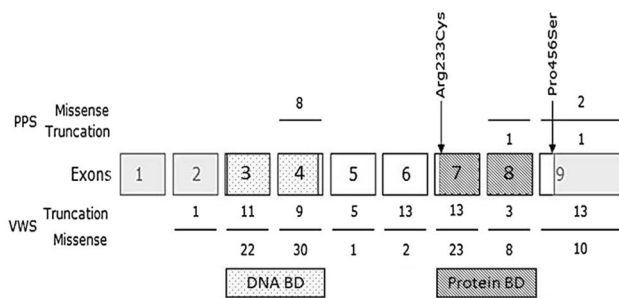 Arg233Cys Pro456Ser
PPS Missense 8 2
Truncation 1 1
Exons 1 2 3 4 5 6 7 8 9
VWS Truncation 1 11 9 5 13 13 3 13
Missense 22 30 1 2 23 8 10
DNA BD Protein BD